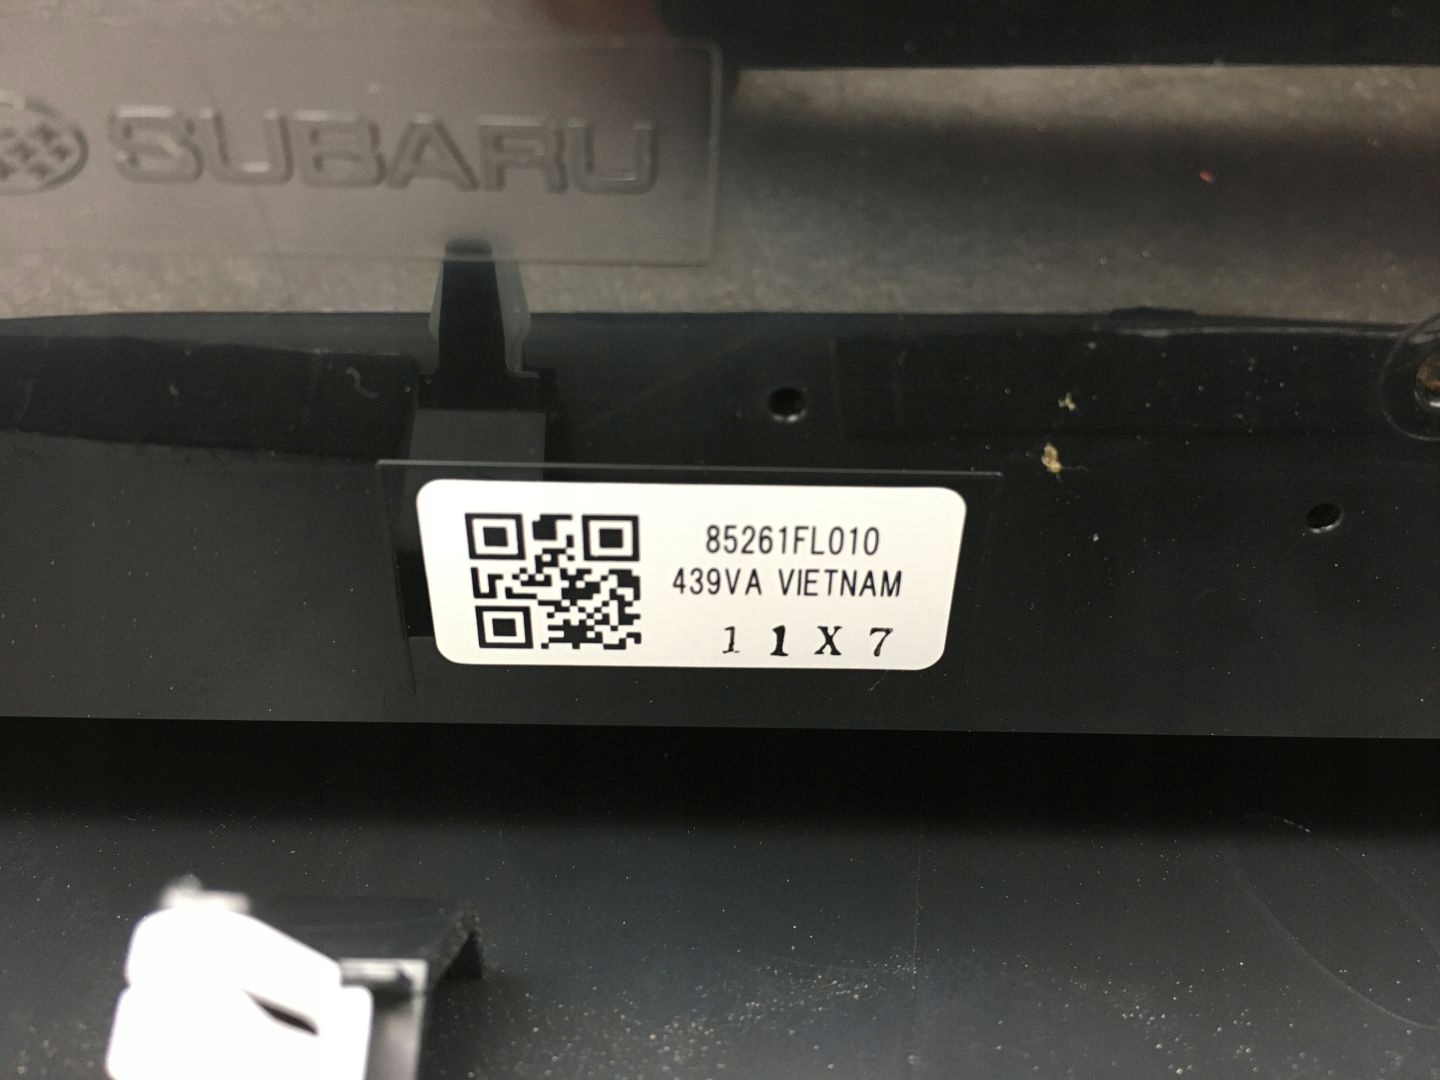 SUBARU
85261FL010
439VA VIETNAM
11X7